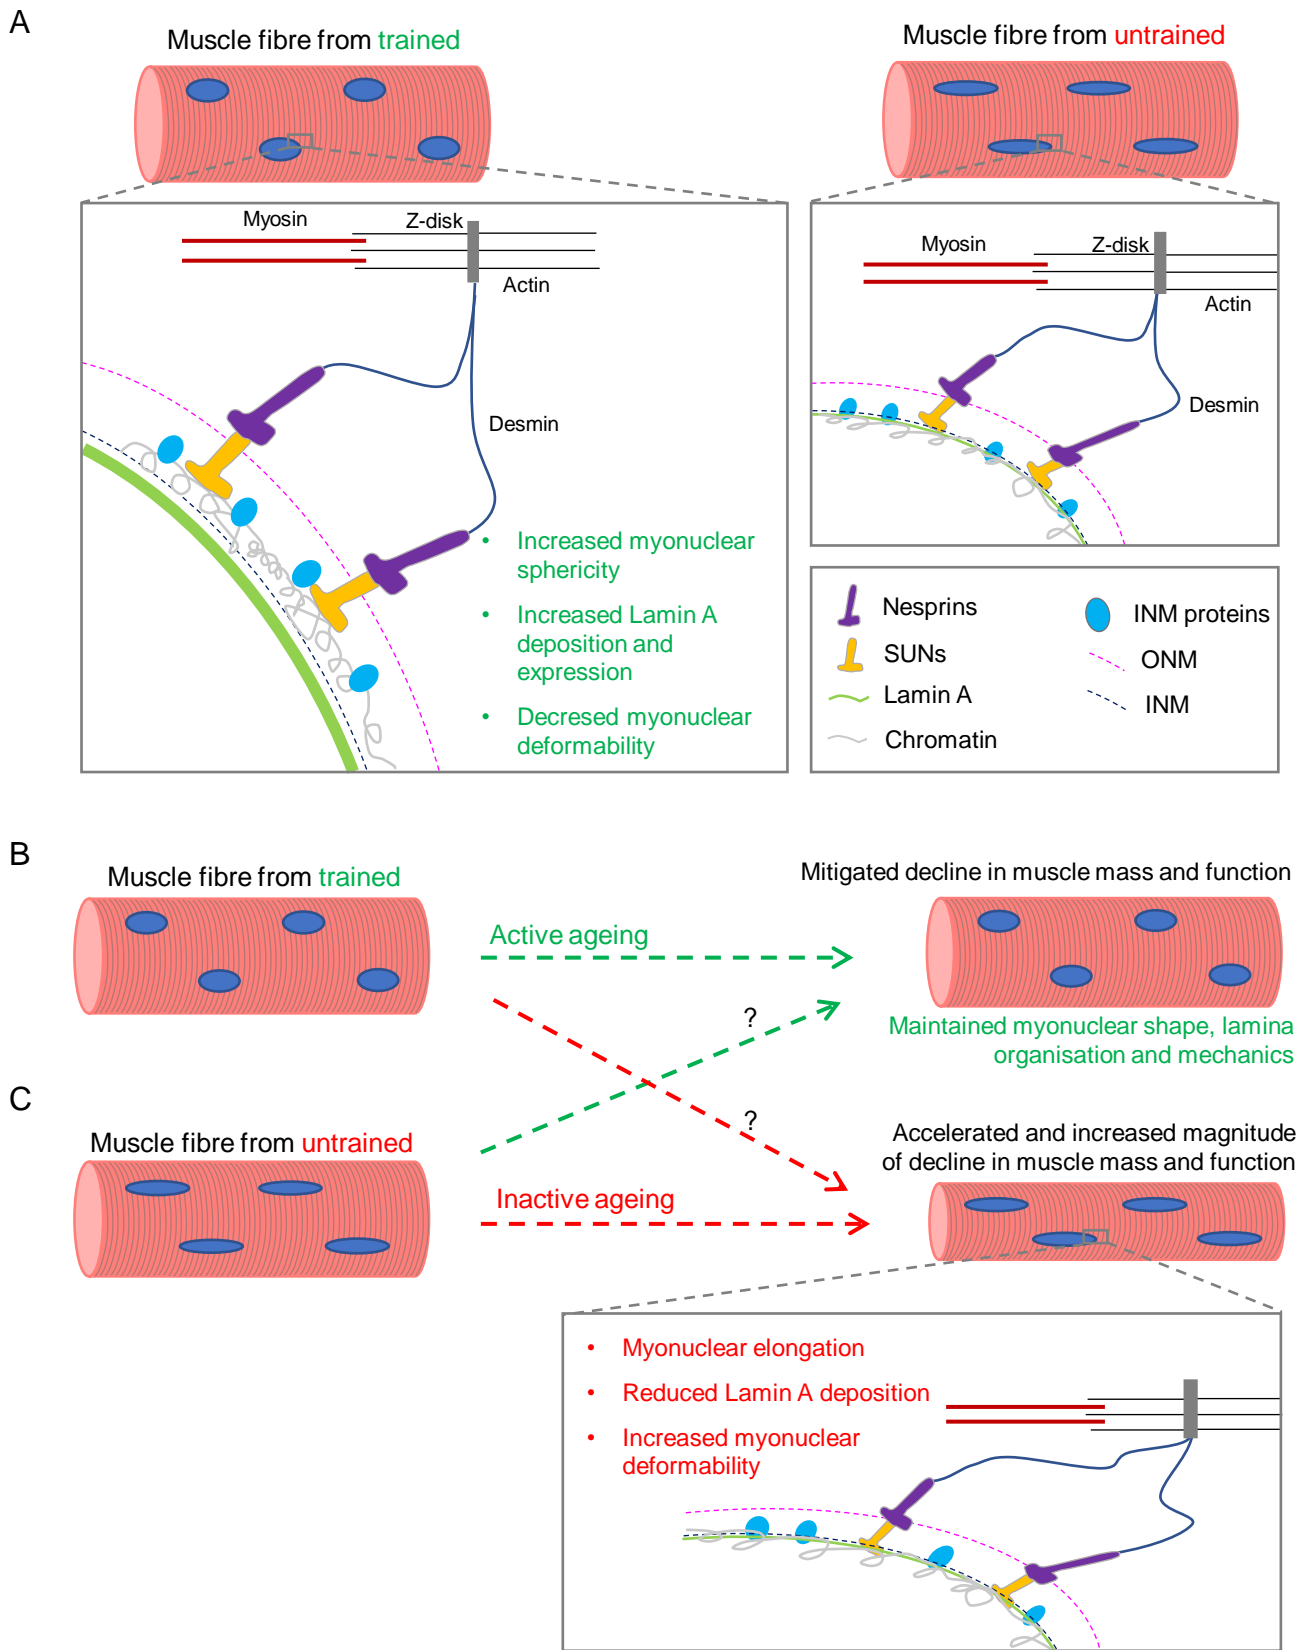 A
Muscle fibre from trained
Muscle fibre from untrained
Myosin
Z-disk
Actin
Desmin
• Increased myonuclear
sphericity
• Increased Lamin A
deposition and
expression
• Decresed myonuclear
deformability
Myosin
Z-disk
Actin
Desmin
Nesprins
SUNs
Lamin A
Chromatin
INM proteins
ONM
INM
B
Muscle fibre from trained
Active ageing
?
Mitigated decline in muscle mass and function
Maintained myonuclear shape, lamina
organisation and mechanics
C
Muscle fibre from untrained
?
Inactive ageing
Accelerated and increased magnitude
of decline in muscle mass and function
• Myonuclear elongation
• Reduced Lamin A deposition
• Increased myonuclear
deformability